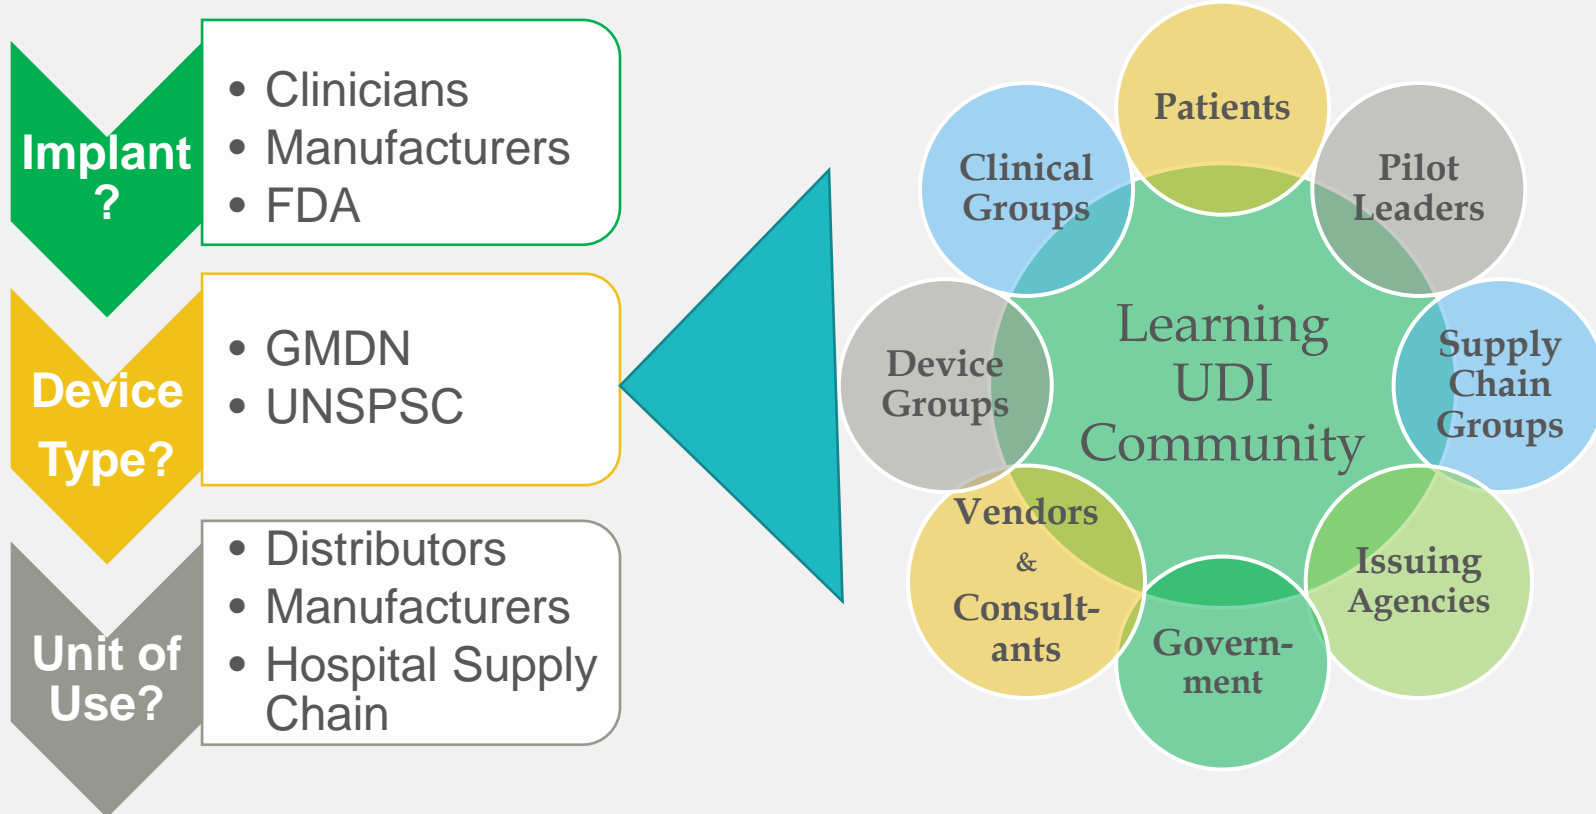 Implant
?
• Clinicians
• Manufacturers
• FDA
Device
Type?
• GMDN
• UNSPSC
Unit of
Use?
• Distributors
• Manufacturers
• Hospital Supply
Chain
Learning
UDI
Community
Patients
Pilot
Leaders
Supply
Chain
Groups
Issuing
Agencies
Govern-
ment
Vendors
&
Consult-
ants
Device
Groups
Clinical
Groups